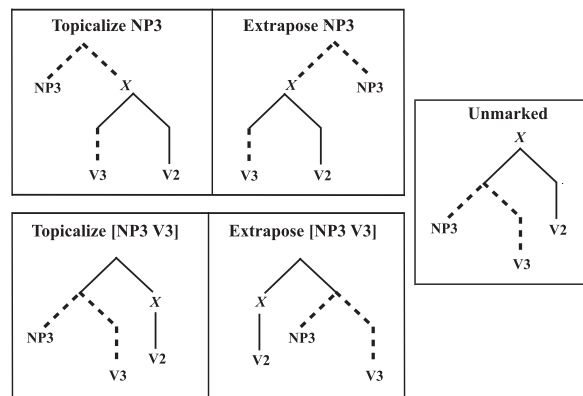 Topicalize NP3
NP3
X
V3 V2
Extrapose NP3
X
NP3
V3 V2
Unmarked
X
NP3
V2
V3
Topicalize [NP3 V3]
X
NP3
V2
V3
Extrapose [NP3 V3]
X
NP3
V2
V3